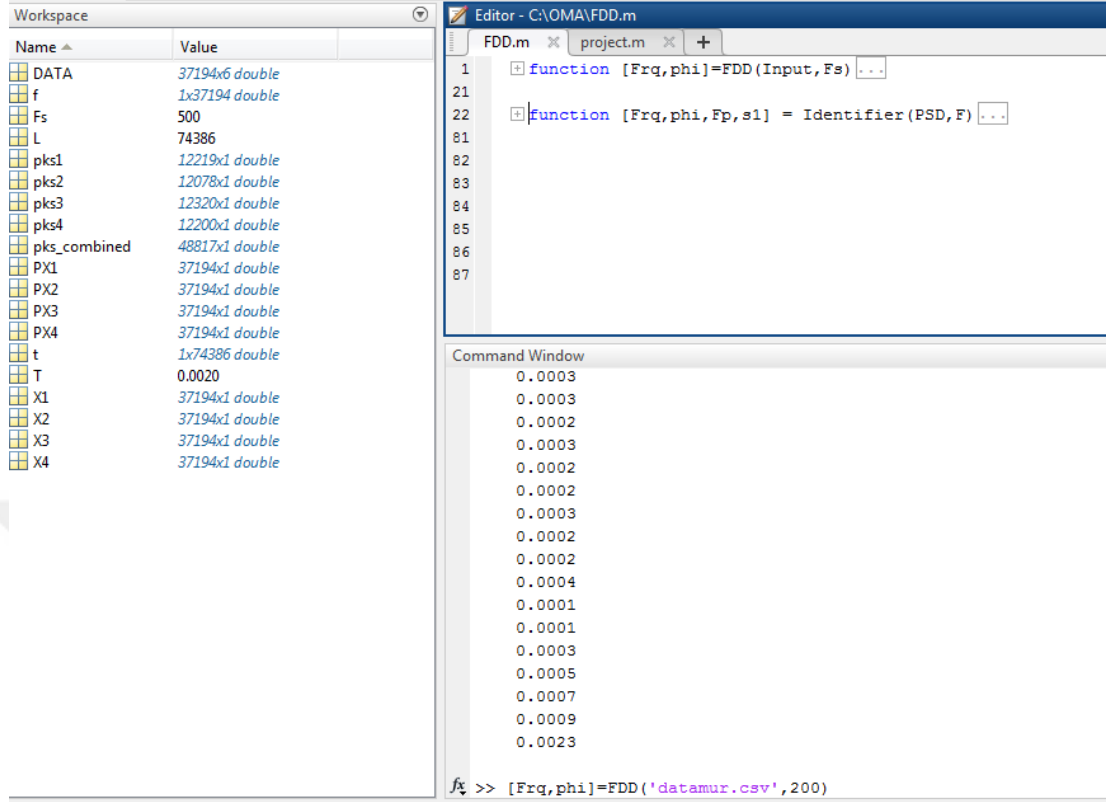 Workspace
Name Value
DATA 37194x6 double
f 1x37194 double
Fs 500
L 74386
pks1 12219x1 double
pks2 12078x1 double
pks3 12320x1 double
pks4 12200x1 double
pks_combined 48817x1 double
PX1 37194x1 double
PX2 37194x1 double
PX3 37194x1 double
PX4 37194x1 double
t 1x74386 double
T 0.0020
X1 37194x1 double
X2 37194x1 double
X3 37194x1 double
X4 37194x1 double
Editor - C:\OMA\FDD.m
FDD.m project.m +
1 function [Frq,phi]=FDD(Input,Fs) ...
21
22 function [Frq,phi,Fp,s1] = Identifier(PSD,F) ...
81
82
83
84
85
86
87
Command Window
0.0003
0.0003
0.0002
0.0003
0.0002
0.0002
0.0003
0.0002
0.0002
0.0004
0.0001
0.0001
0.0003
0.0005
0.0007
0.0009
0.0023
fx >> [Frq,phi]=FDD('datamur.csv',200)